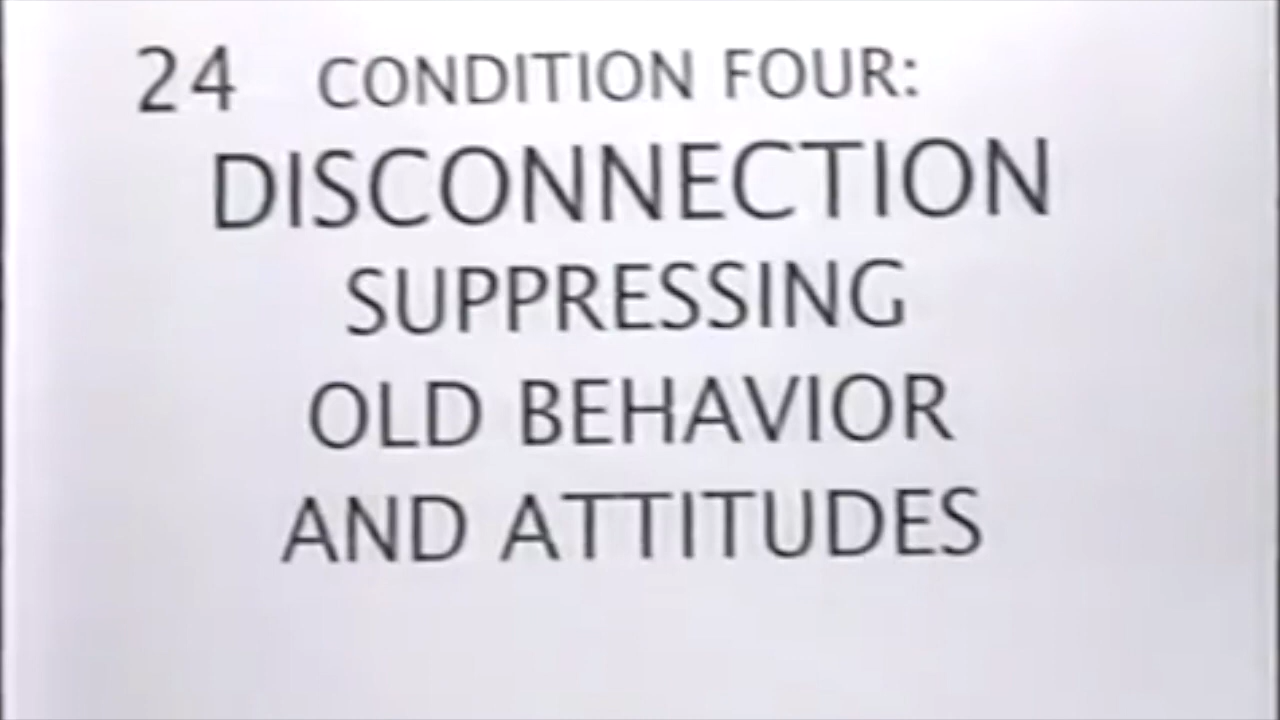 24 CONDITION FOUR:
DISCONNECTION
SUPPRESSING
OLD BEHAVIOR
AND ATTITUDES